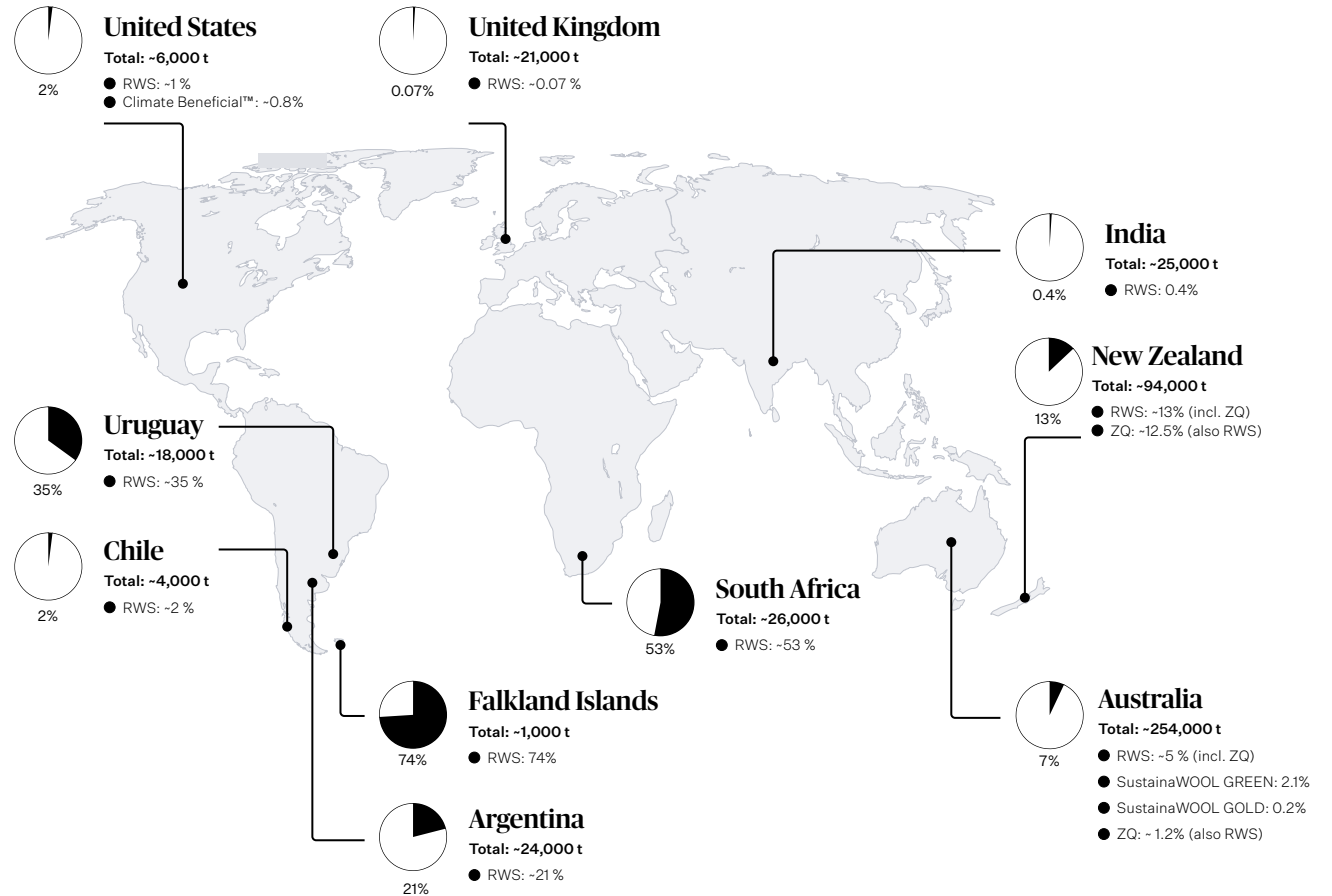 United States
Total: ~6,000 t
RWS: ~1 %
Climate Beneficial™: ~0.8%
2%
United Kingdom
Total: ~21,000 t
RWS: ~0.07 %
0.07%
India
Total: ~25,000 t
RWS: 0.4%
0.4%
New Zealand
Total: ~94,000 t
RWS: ~13% (incl. ZQ)
ZQ: ~12.5% (also RWS)
13%
Uruguay
Total: ~18,000 t
RWS: ~35 %
35%
Chile
Total: ~4,000 t
RWS: ~2 %
2%
South Africa
Total: ~26,000 t
RWS: ~53 %
53%
Falkland Islands
Total: ~1,000 t
RWS: 74%
74%
Australia
Total: ~254,000 t
RWS: ~5 % (incl. ZQ)
SustainaWOOL GREEN: 2.1%
SustainaWOOL GOLD: 0.2%
ZQ: ~ 1.2% (also RWS)
7%
Argentina
Total: ~24,000 t
RWS: ~21 %
21%